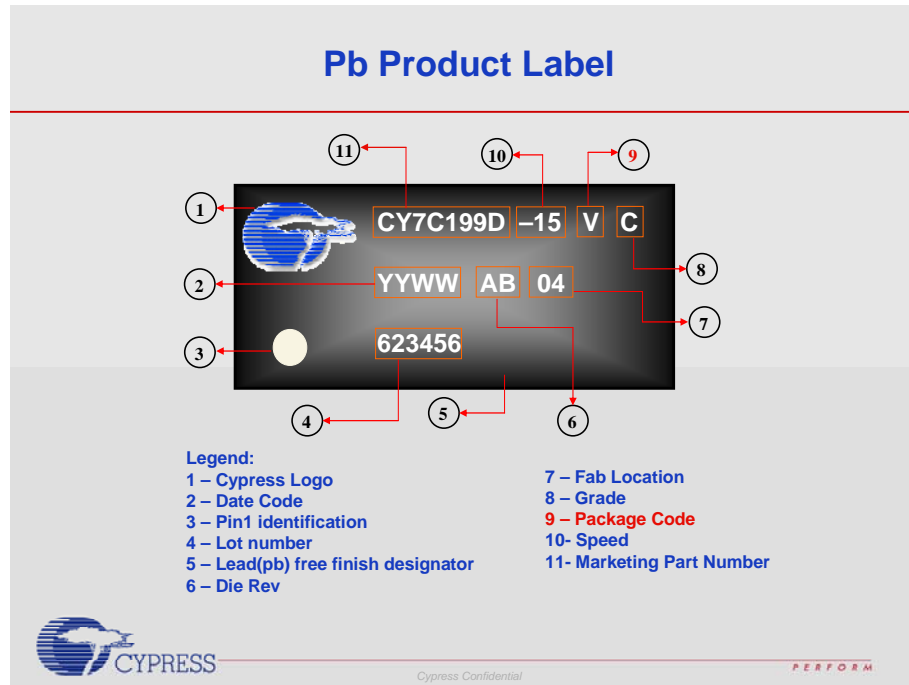 Pb Product Label
11
10
9
1
CY7C199D –15 V C
8
2
YYWW AB 04
7
3
623456
4
5
6
Legend:
1 – Cypress Logo
2 – Date Code
3 – Pin1 identification
4 – Lot number
5 – Lead(pb) free finish designator
6 – Die Rev
7 – Fab Location
8 – Grade
9 – Package Code
10- Speed
11- Marketing Part Number
CYPRESS
Cypress Confidential
PERFORM